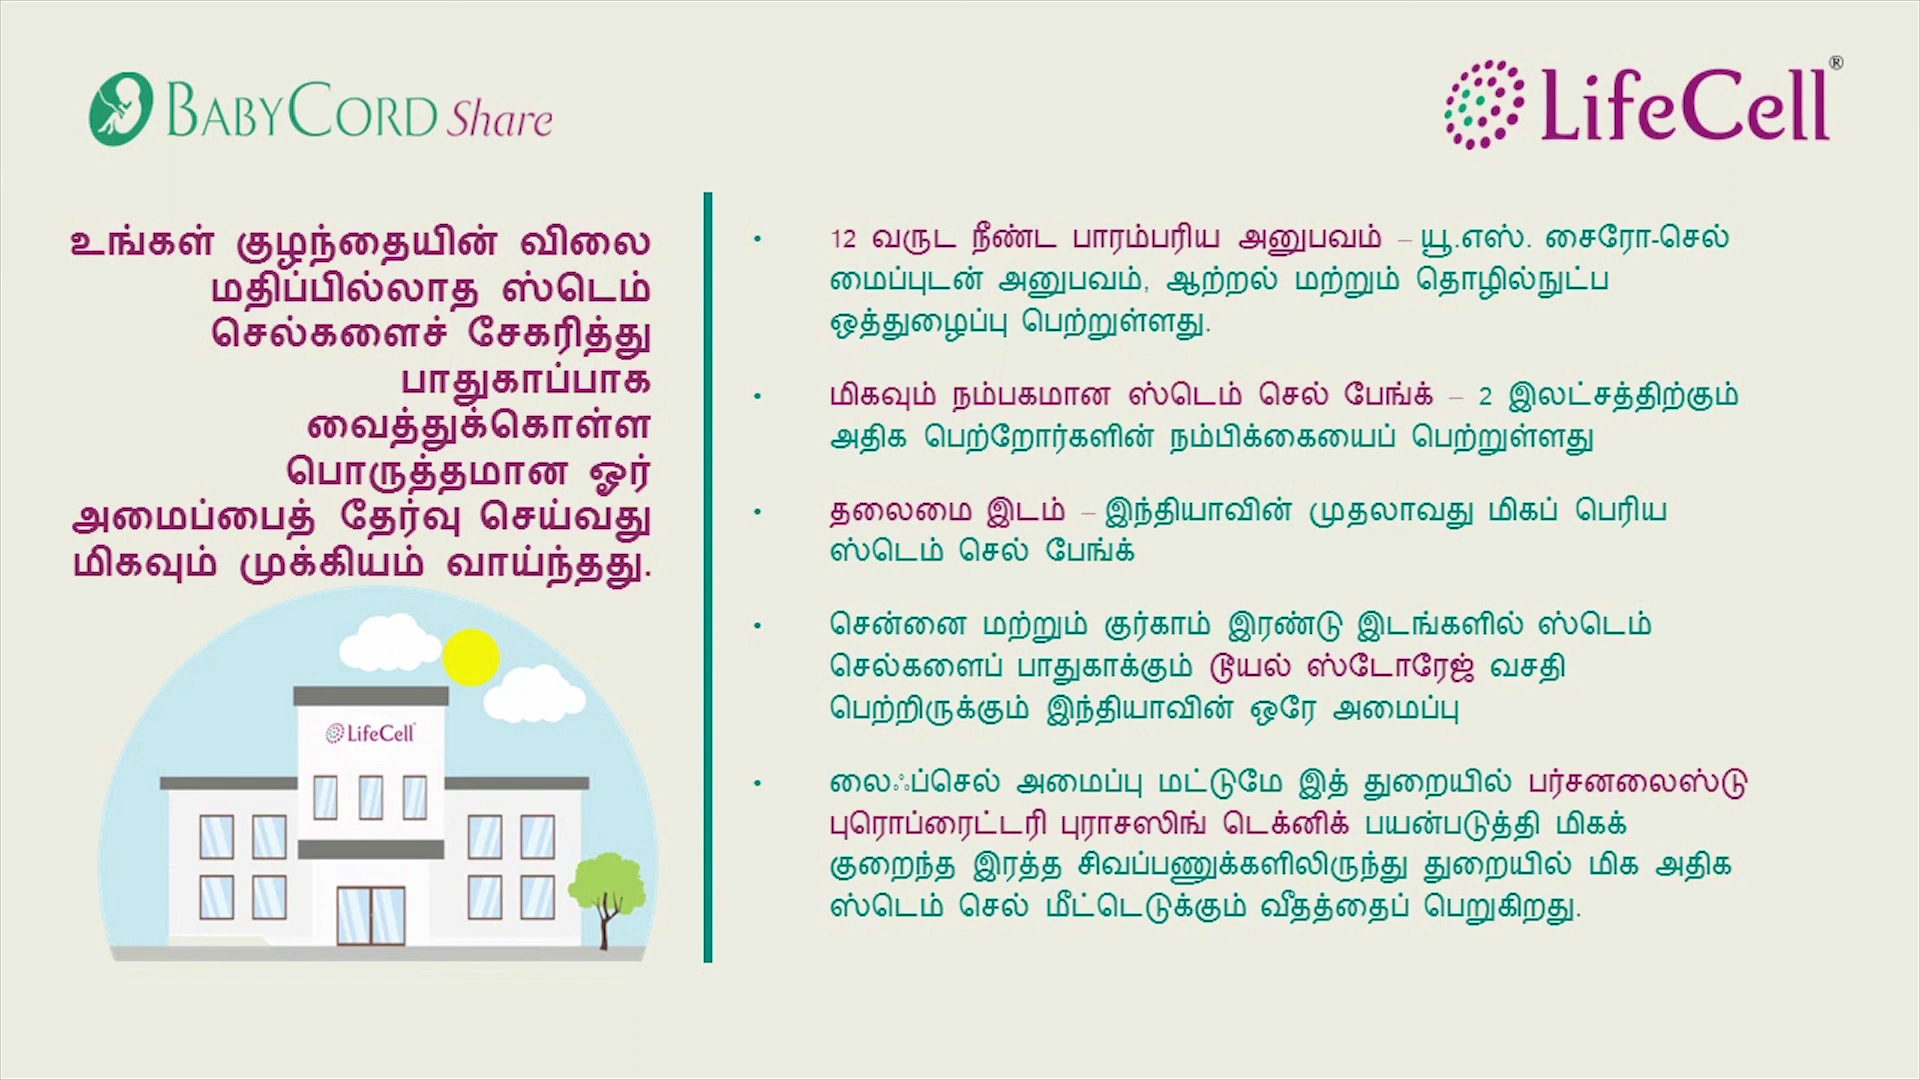 BABYCORD Share
LifeCell®
உங்கள் குழந்தையின் விலை
மதிப்பில்லாத ஸ்டெம்
செல்களைச் சேகரித்து
பாதுகாப்பாக
வைத்துக்கொள்ள
பொருத்தமான ஓர்
அமைப்பைத் தேர்வு செய்வது
மிகவும் முக்கியம் வாய்ந்தது.
LifeCell
• 12 வருட நீண்ட பாரம்பரிய அனுபவம் – யூ.எஸ். சைரோ-செல்
மைப்புடன் அனுபவம், ஆற்றல் மற்றும் தொழில்நுட்ப
ஒத்துழைப்பு பெற்றுள்ளது.
• மிகவும் நம்பகமான ஸ்டெம் செல் பேங்க் – 2 இலட்சத்திற்கும்
அதிக பெற்றோர்களின் நம்பிக்கையைப் பெற்றுள்ளது
• தலைமை இடம் – இந்தியாவின் முதலாவது மிகப் பெரிய
ஸ்டெம் செல் பேங்க்
• சென்னை மற்றும் குர்காம் இரண்டு இடங்களில் ஸ்டெம்
செல்களைப் பாதுகாக்கும் டூயல் ஸ்டோரேஜ் வசதி
பெற்றிருக்கும் இந்தியாவின் ஒரே அமைப்பு
• லைஃப்செல் அமைப்பு மட்டுமே இத் துறையில் பர்சனலைஸ்டு
புரொப்ரைட்டரி புராசஸிங் டெக்னிக் பயன்படுத்தி மிகக்
குறைந்த இரத்த சிவப்பணுக்களிலிருந்து துறையில் மிக அதிக
ஸ்டெம் செல் மீட்டெடுக்கும் வீதத்தைப் பெறுகிறது.